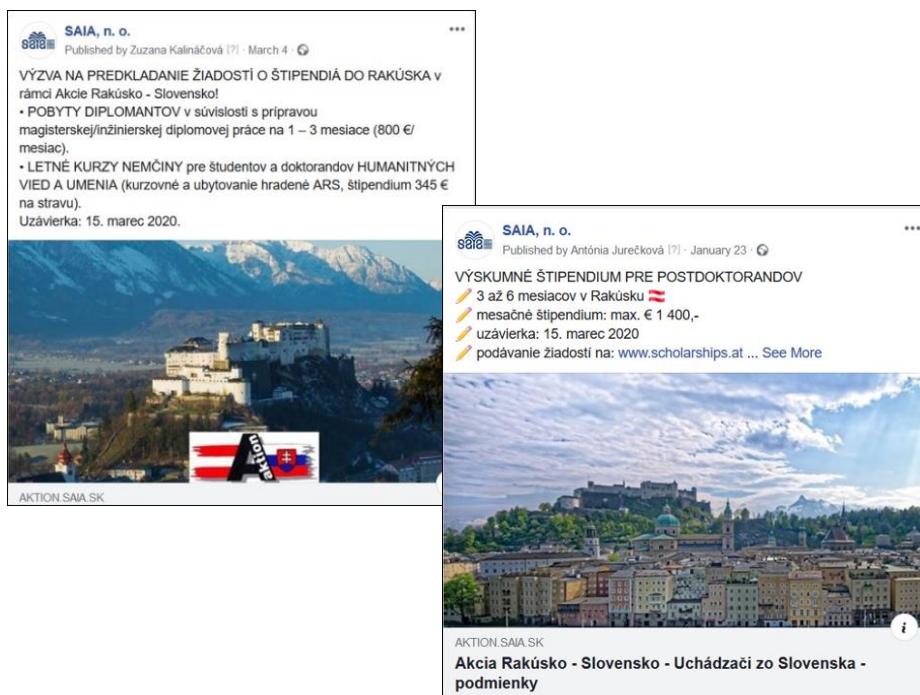 SAIA, n. o.
Published by Zuzana Kalináčová [?] · March 4 ·
VÝZVA NA PREDKLADANIE ŽIADOSTÍ O ŠTIPENDIÁ DO RAKÚSKA v
rámci Akcie Rakúsko - Slovensko!
• POBYTY DIPLOMANTOV v súvislosti s prípravou
magisterskej/inžinierskej diplomovej práce na 1 – 3 mesiace (800 €/
mesiac).
• LETNÉ KURZY NEMČINY pre študentov a doktorandov HUMANITNÝCH
VIED A UMENIA (kurzovné a ubytovanie hradené ARS, štipendium 345 €
na stravu).
Uzávierka: 15. marec 2020.
Aktion
AKTION.SAIA.SK
saia
SAIA, n. o.
Published by Antónia Jurečková [?] · January 23 ·
VÝSKUMNÉ ŠTIPENDIUM PRE POSTDOKTORANDOV
3 až 6 mesiacov v Rakúsku
mesačné štipendium: max. € 1 400,-
uzávierka: 15. marec 2020
podávanie žiadostí na: www.scholarships.at ... See More
AKTION.SAIA.SK
Akcia Rakúsko - Slovensko - Uchádzači zo Slovenska -
podmienky